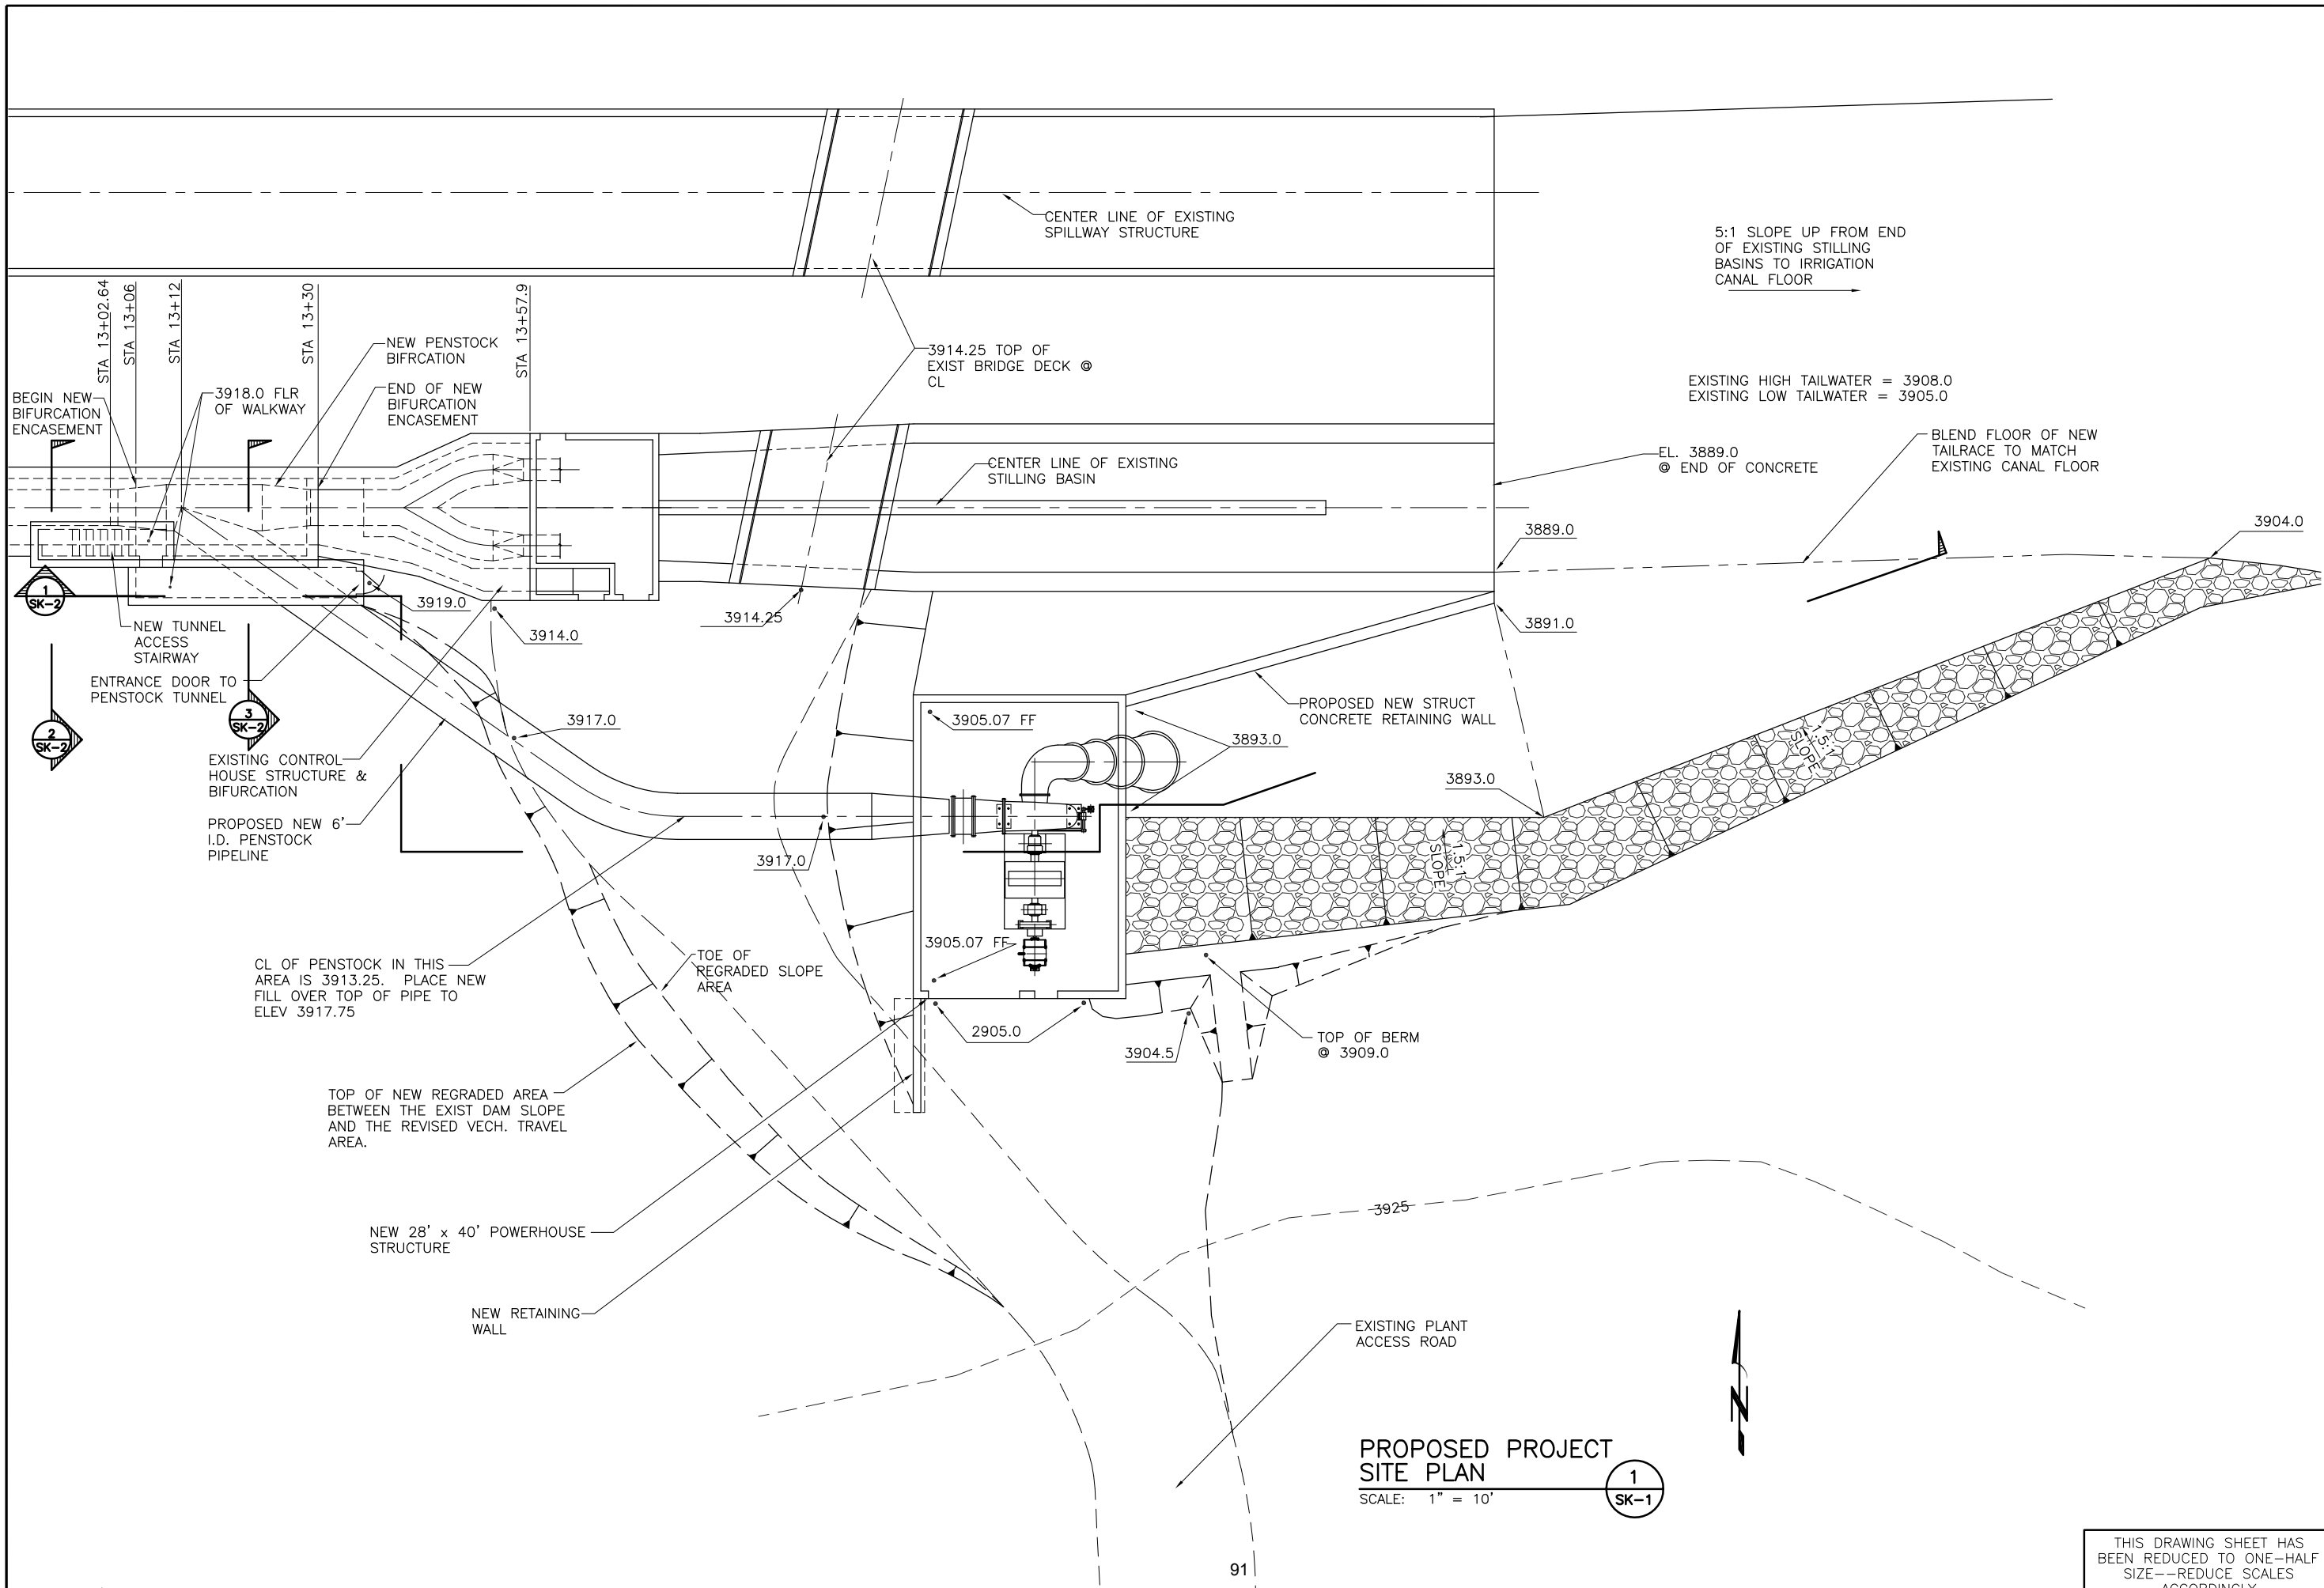 CENTER LINE OF EXISTING
SPILLWAY STRUCTURE
5:1 SLOPE UP FROM END
OF EXISTING STILLING
BASINS TO IRRIGATION
CANAL FLOOR
STA 13+02.64
STA 13+06
STA 13+12
STA 13+30
STA 13+57.9
NEW PENSTOCK
BIFRCATION
3914.25 TOP OF
EXIST BRIDGE DECK @
CL
EXISTING HIGH TAILWATER = 3908.0
EXISTING LOW TAILWATER = 3905.0
BEGIN NEW
BIFURCATION
ENCASEMENT
3918.0 FLR
OF WALKWAY
END OF NEW
BIFURCATION
ENCASEMENT
BLEND FLOOR OF NEW
TAILRACE TO MATCH
EXISTING CANAL FLOOR
EL. 3889.0
@ END OF CONCRETE
CENTER LINE OF EXISTING
STILLING BASIN
3904.0
3889.0
1
SK-2
3919.0
3914.0
3914.25
3891.0
NEW TUNNEL
ACCESS
STAIRWAY
ENTRANCE DOOR TO
PENSTOCK TUNNEL
2
SK-2
3
SK-2
3917.0
3905.07 FF
PROPOSED NEW STRUCT
CONCRETE RETAINING WALL
3893.0
1.5:1
SLOPE
EXISTING CONTROL
HOUSE STRUCTURE &
BIFURCATION
3893.0
PROPOSED NEW 6'
I.D. PENSTOCK
PIPELINE
3917.0
1.5:1
SLOPE
3905.07 FF
CL OF PENSTOCK IN THIS
AREA IS 3913.25. PLACE NEW
FILL OVER TOP OF PIPE TO
ELEV 3917.75
TOE OF
REGRADED SLOPE
AREA
2905.0
3904.5
TOP OF BERM
@ 3909.0
TOP OF NEW REGRADED AREA
BETWEEN THE EXIST DAM SLOPE
AND THE REVISED VECH. TRAVEL
AREA.
3925
NEW 28' x 40' POWERHOUSE
STRUCTURE
NEW RETAINING
WALL
EXISTING PLANT
ACCESS ROAD
N
PROPOSED PROJECT
SITE PLAN
SCALE: 1" = 10'
1
SK-1
91
THIS DRAWING SHEET HAS
BEEN REDUCED TO ONE-HALF
SIZE--REDUCE SCALES
ACCORDINGLY